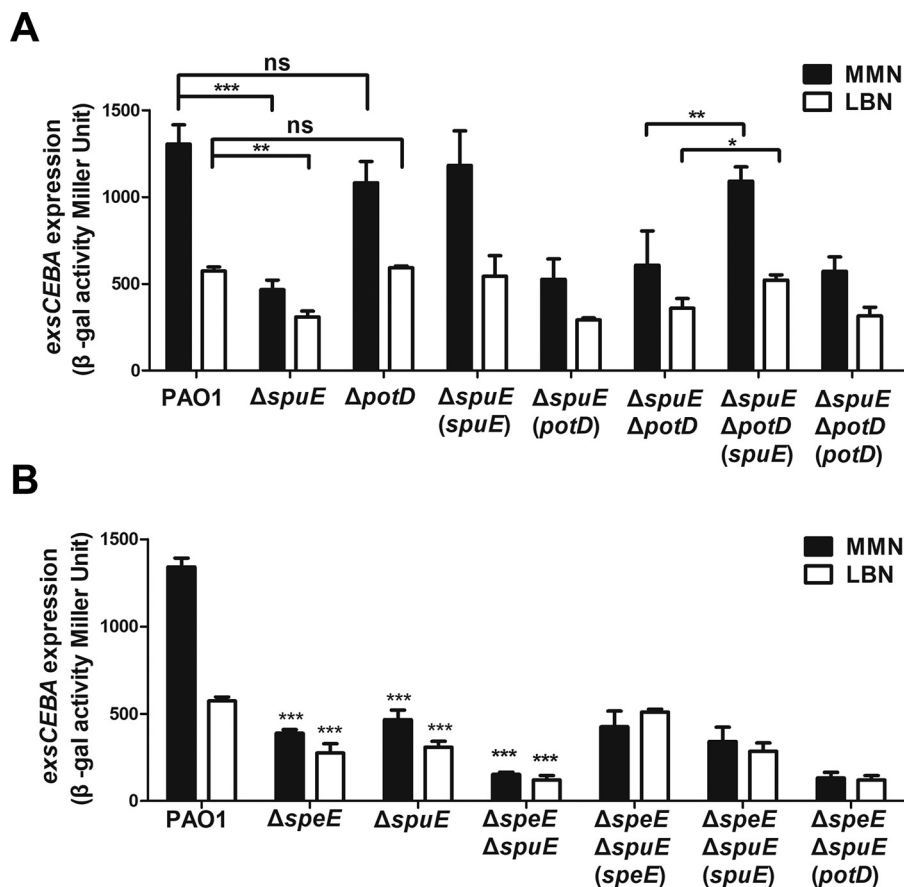 A
ns
***
ns
**
**
*
MMN
LBN
exsCEBA expression
(β -gal activity Miller Unit)
1500
1000
500
0
PAO1 ΔspuE ΔpotD ΔspuE ΔspuE ΔspuE ΔspuE ΔspuE
(spuE) (potD) ΔpotD ΔpotD ΔpotD
(spuE) (potD)
B
MMN
LBN
exsCEBA expression
(β -gal activity Miller Unit)
1500
1000
500
0
*** *** *** *** *** ***
PAO1 ΔspeE ΔspuE ΔspeE ΔspeE ΔspeE ΔspeE
ΔspuE ΔspuE ΔspuE ΔspuE
(speE) (spuE) (potD)